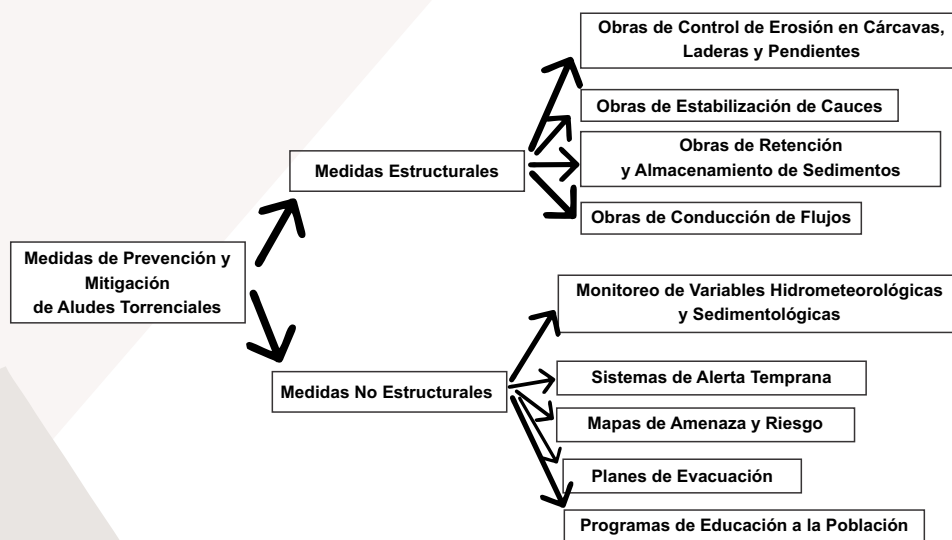 Medidas de Prevención y
Mitigación
de Aludes Torrenciales
Medidas Estructurales
Obras de Control de Erosión en Cárcavas,
Laderas y Pendientes
Obras de Estabilización de Cauces
Obras de Retención
y Almacenamiento de Sedimentos
Obras de Conducción de Flujos
Medidas No Estructurales
Monitoreo de Variables Hidrometeorológicas
y Sedimentológicas
Sistemas de Alerta Temprana
Mapas de Amenaza y Riesgo
Planes de Evacuación
Programas de Educación a la Población